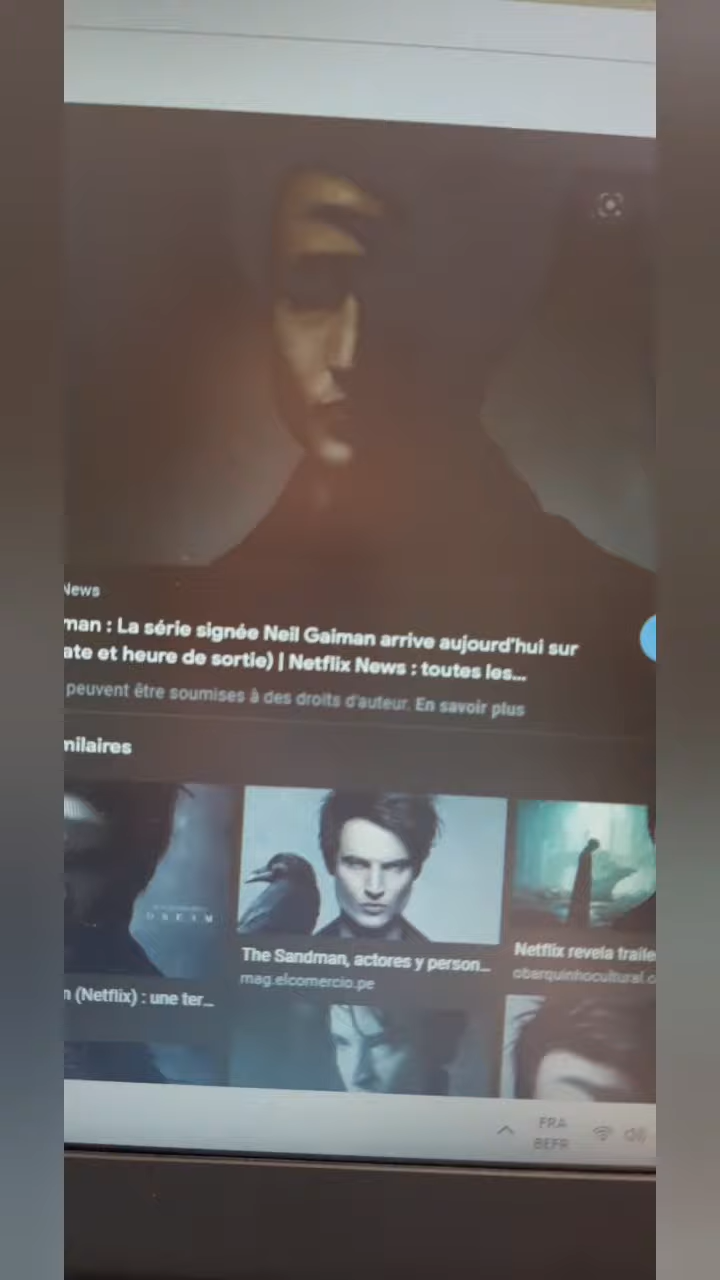 News
man : La série signée Neil Gaiman arrive aujourd'hui sur
ate et heure de sortie) | Netflix News : toutes les...
peuvent être soumises à des droits d'auteur. En savoir plus
milaires
DREAM
The Sandman, actores y person...
mag.elcomercio.pe
Netflix revela traile
obarquinhocultural.c
n (Netflix) : une ter...
FRA
BEFR